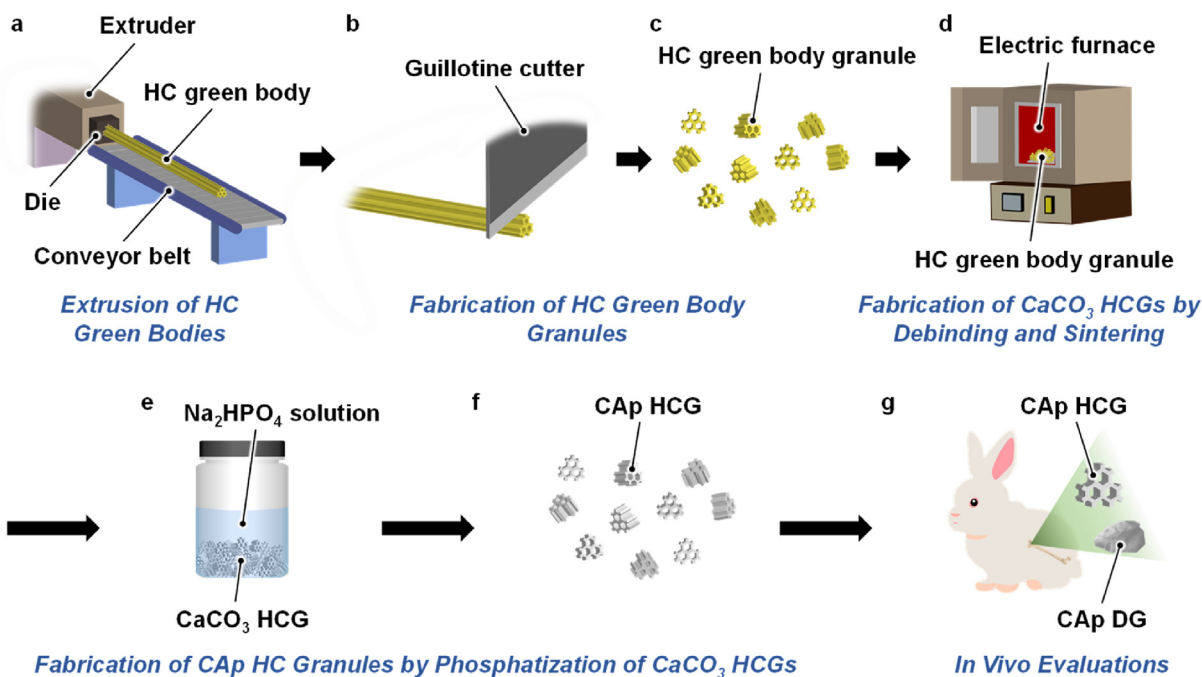 a
Extruder
HC green body
Die
Conveyor belt
Extrusion of HC
Green Bodies
b
Guillotine cutter
c
HC green body granule
Fabrication of HC Green Body
Granules
d
Electric furnace
HC green body granule
Fabrication of CaCO₃ HCGs by
Debinding and Sintering
e
Na₂HPO₄ solution
CaCO₃ HCG
f
CAp HCG
Fabrication of CAp HC Granules by Phosphatization of CaCO₃ HCGs
g
CAp HCG
CAp DG
In Vivo Evaluations